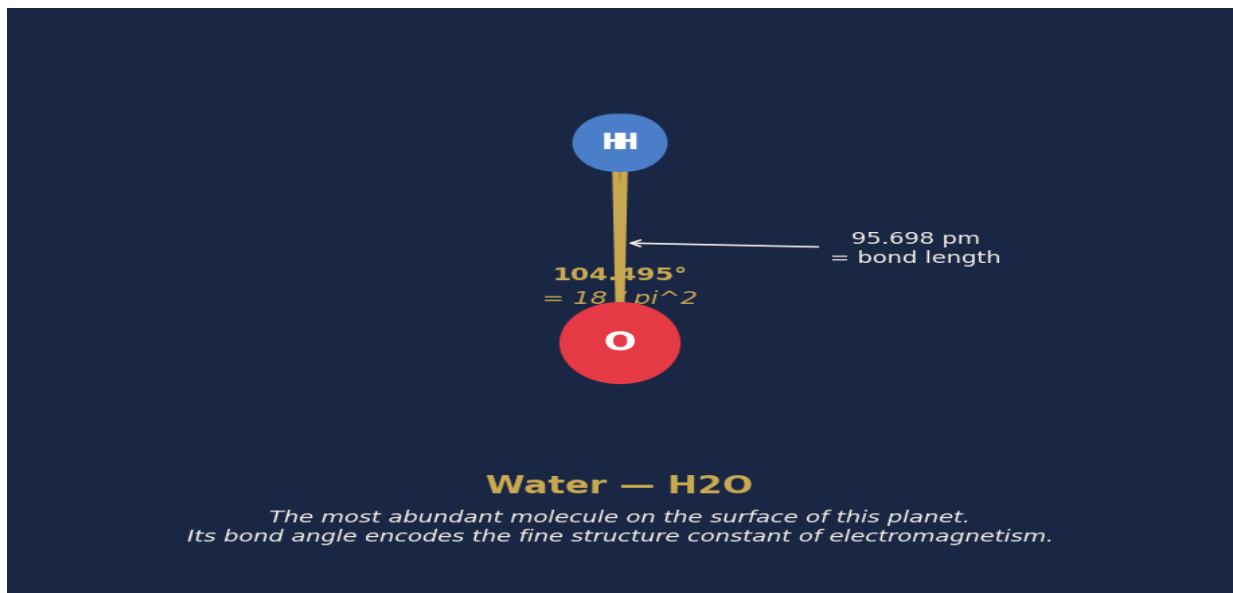 HH
95.698 pm
= bond length
104.495°
= 18 / pi^2
O
Water — H2O
The most abundant molecule on the surface of this planet.
Its bond angle encodes the fine structure constant of electromagnetism.